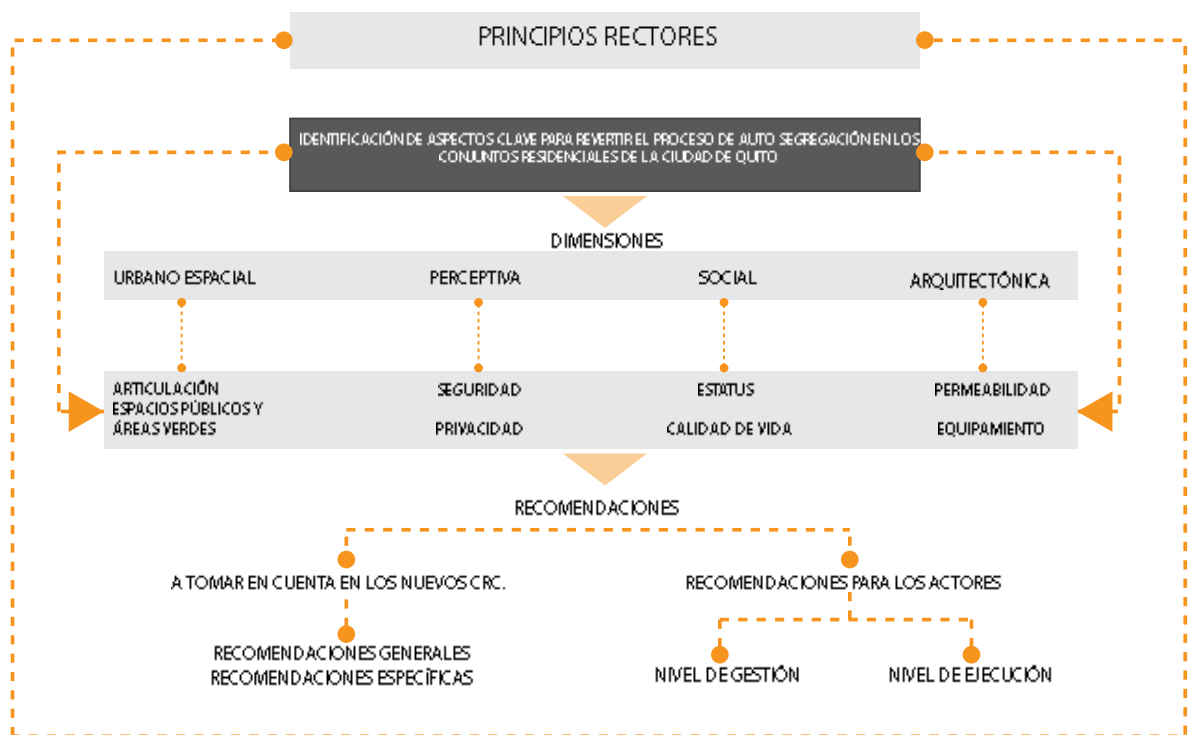 PRINCIPIOS RECTORES
IDENTIFICACIÓN DE ASPECTOS CLAVE PARA REVERTIR EL PROCESO DE AUTO SEGREGACIÓN EN LOS
CONJUNTOS RESIDENCIALES DE LA CIUDAD DE QUITO
DIMENSIONES
URBANO ESPACIAL
PERCEPTIVA
SOCIAL
ARQUITECTÓNICA
ARTICULACIÓN
ESPACIOS PÚBLICOS Y
ÁREAS VERDES
SEGURIDAD
PRIVACIDAD
ESTATUS
CALIDAD DE VIDA
PERMEABILIDAD
EQUIPAMIENTO
RECOMENDACIONES
A TOMAR EN CUENTA EN LOS NUEVOS CRC.
RECOMENDACIONES GENERALES
RECOMENDACIONES ESPECÍFICAS
RECOMENDACIONES PARA LOS ACTORES
NIVEL DE GESTIÓN
NIVEL DE EJECUCIÓN